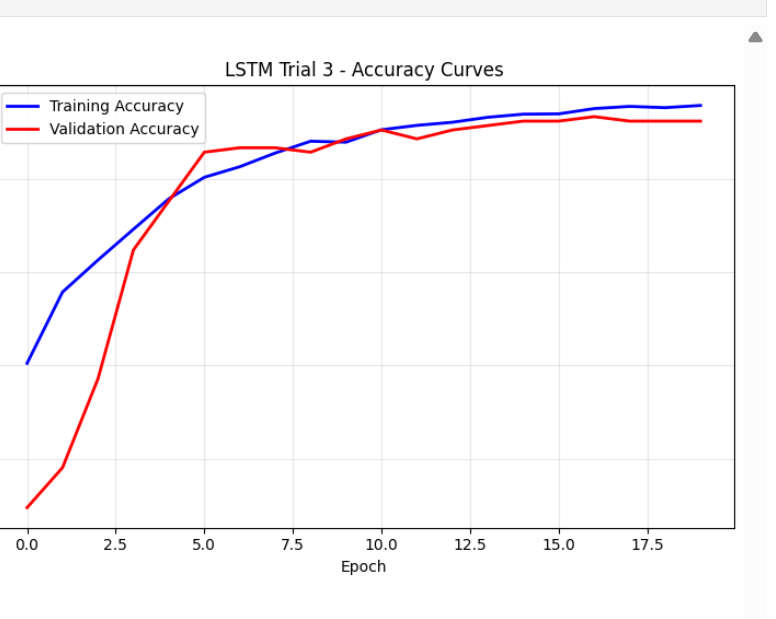 LSTM Trial 3 - Accuracy Curves
Training Accuracy
Validation Accuracy
0.0 2.5 5.0 7.5 10.0 12.5 15.0 17.5
Epoch